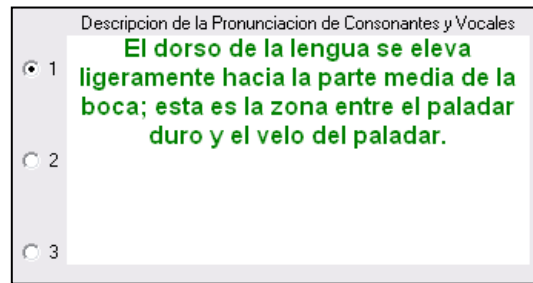 Descripcion de la Pronunciacion de Consonantes y Vocales
1
El dorso de la lengua se eleva
ligeramente hacia la parte media de la
boca; esta es la zona entre el paladar
duro y el velo del paladar.
2
3